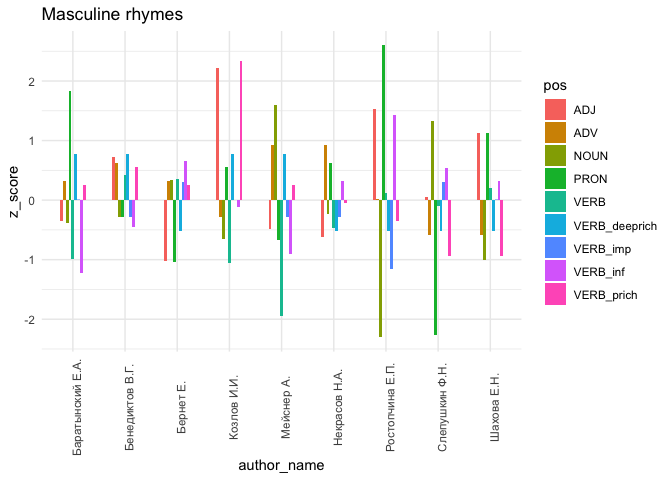 Masculine rhymes
z_score
2
1
0
-1
-2
Баратынский Е.А.
Бенедиктов В.Г.
Бернет Е.
Козлов И.И.
Мейснер А.
Некрасов Н.А.
Ростопчина Е.П.
Слепушкин Ф.Н.
Шахова Е.Н.
author_name
pos
ADJ
ADV
NOUN
PRON
VERB
VERB_deeprich
VERB_imp
VERB_inf
VERB_prich